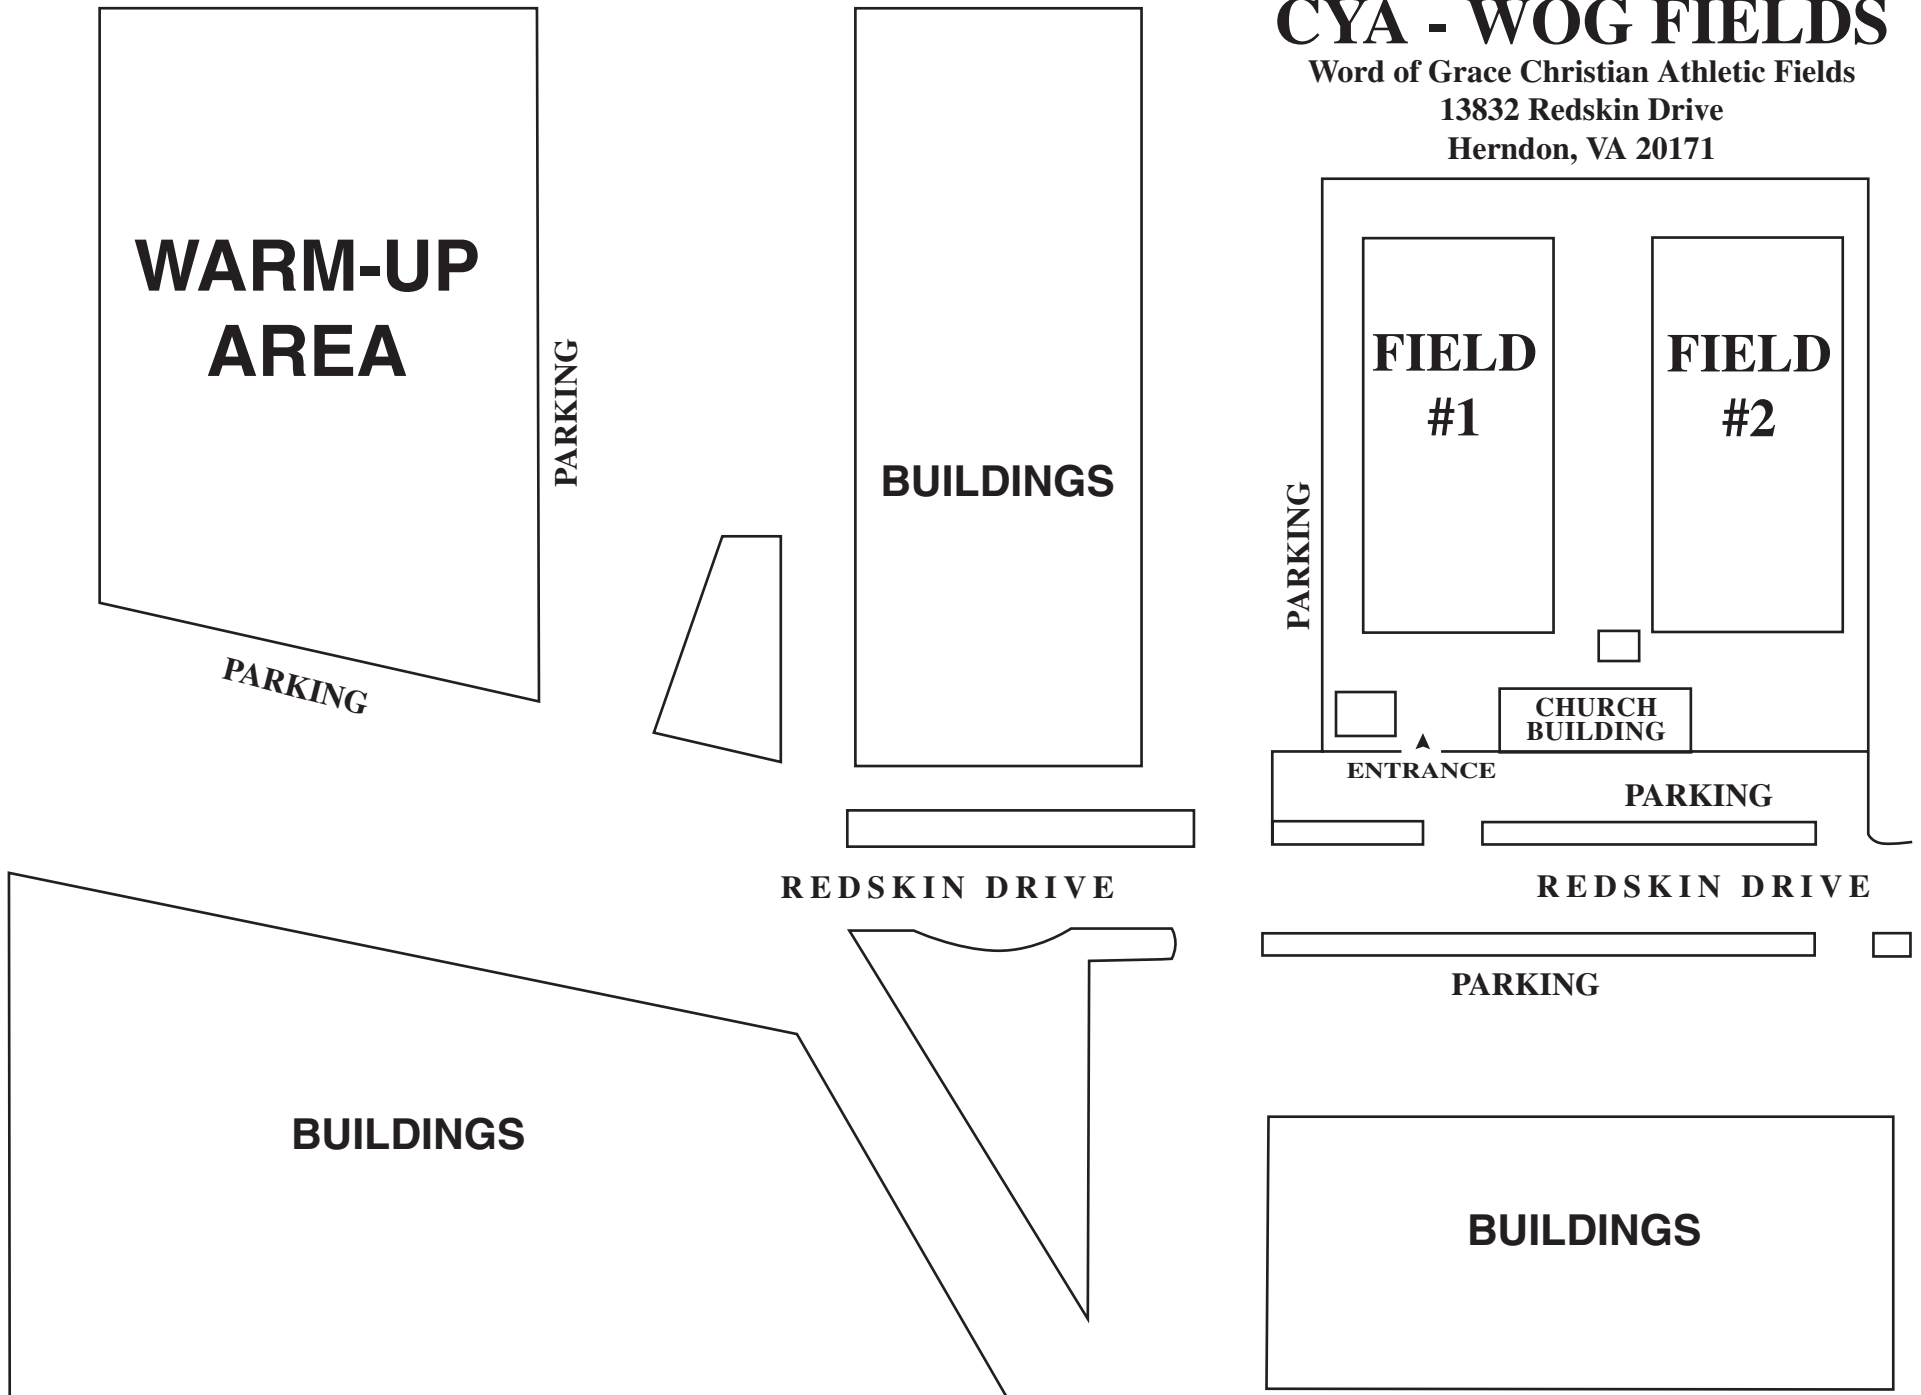 CYA - WOG FIELDS
Word of Grace Christian Athletic Fields
13832 Redskin Drive
Herndon, VA 20171
WARM-UP
AREA
PARKING
PARKING
BUILDINGS
FIELD
#1
FIELD
#2
PARKING
CHURCH
BUILDING
ENTRANCE
PARKING
REDSKIN DRIVE
REDSKIN DRIVE
PARKING
BUILDINGS
BUILDINGS